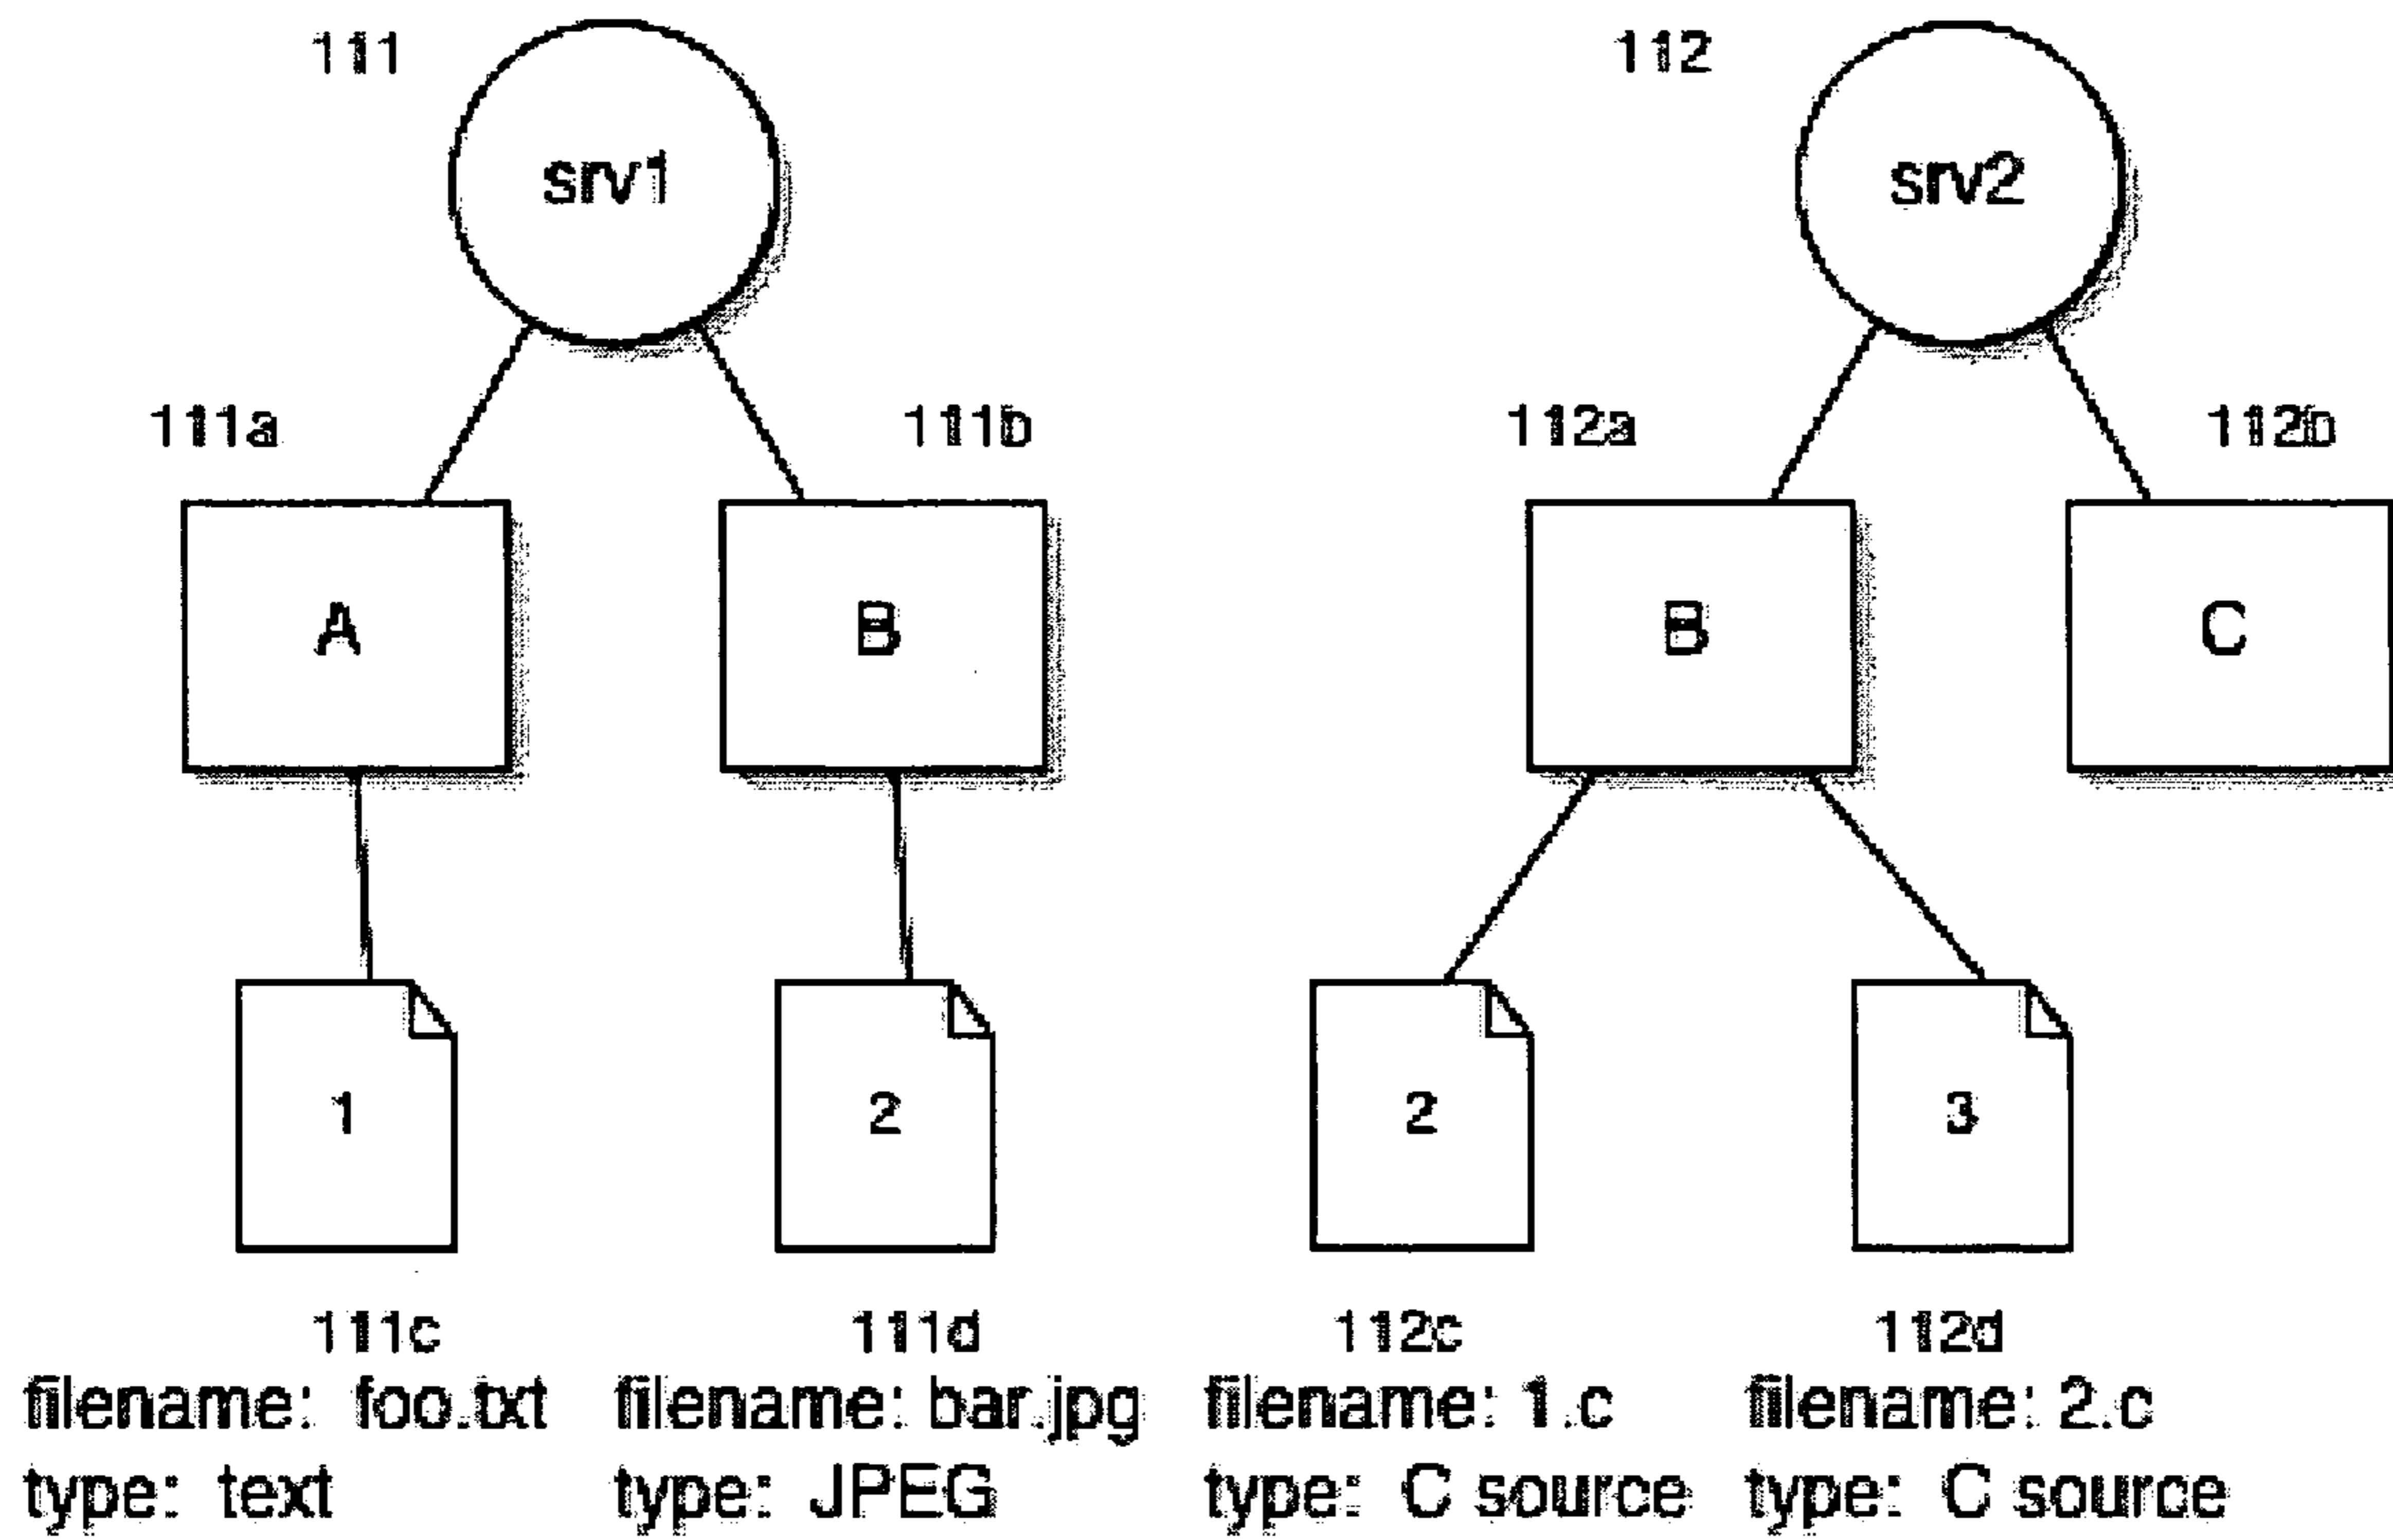 111
srv1
112
srv2
111a
111b
112a
112b
A
B
B
C
1
2
2
3
111c
111d
112c
112d
filename: foo.txt
filename: bar.jpg
filename: 1.c
filename: 2.c
type: text
type: JPEG
type: C source
type: C source